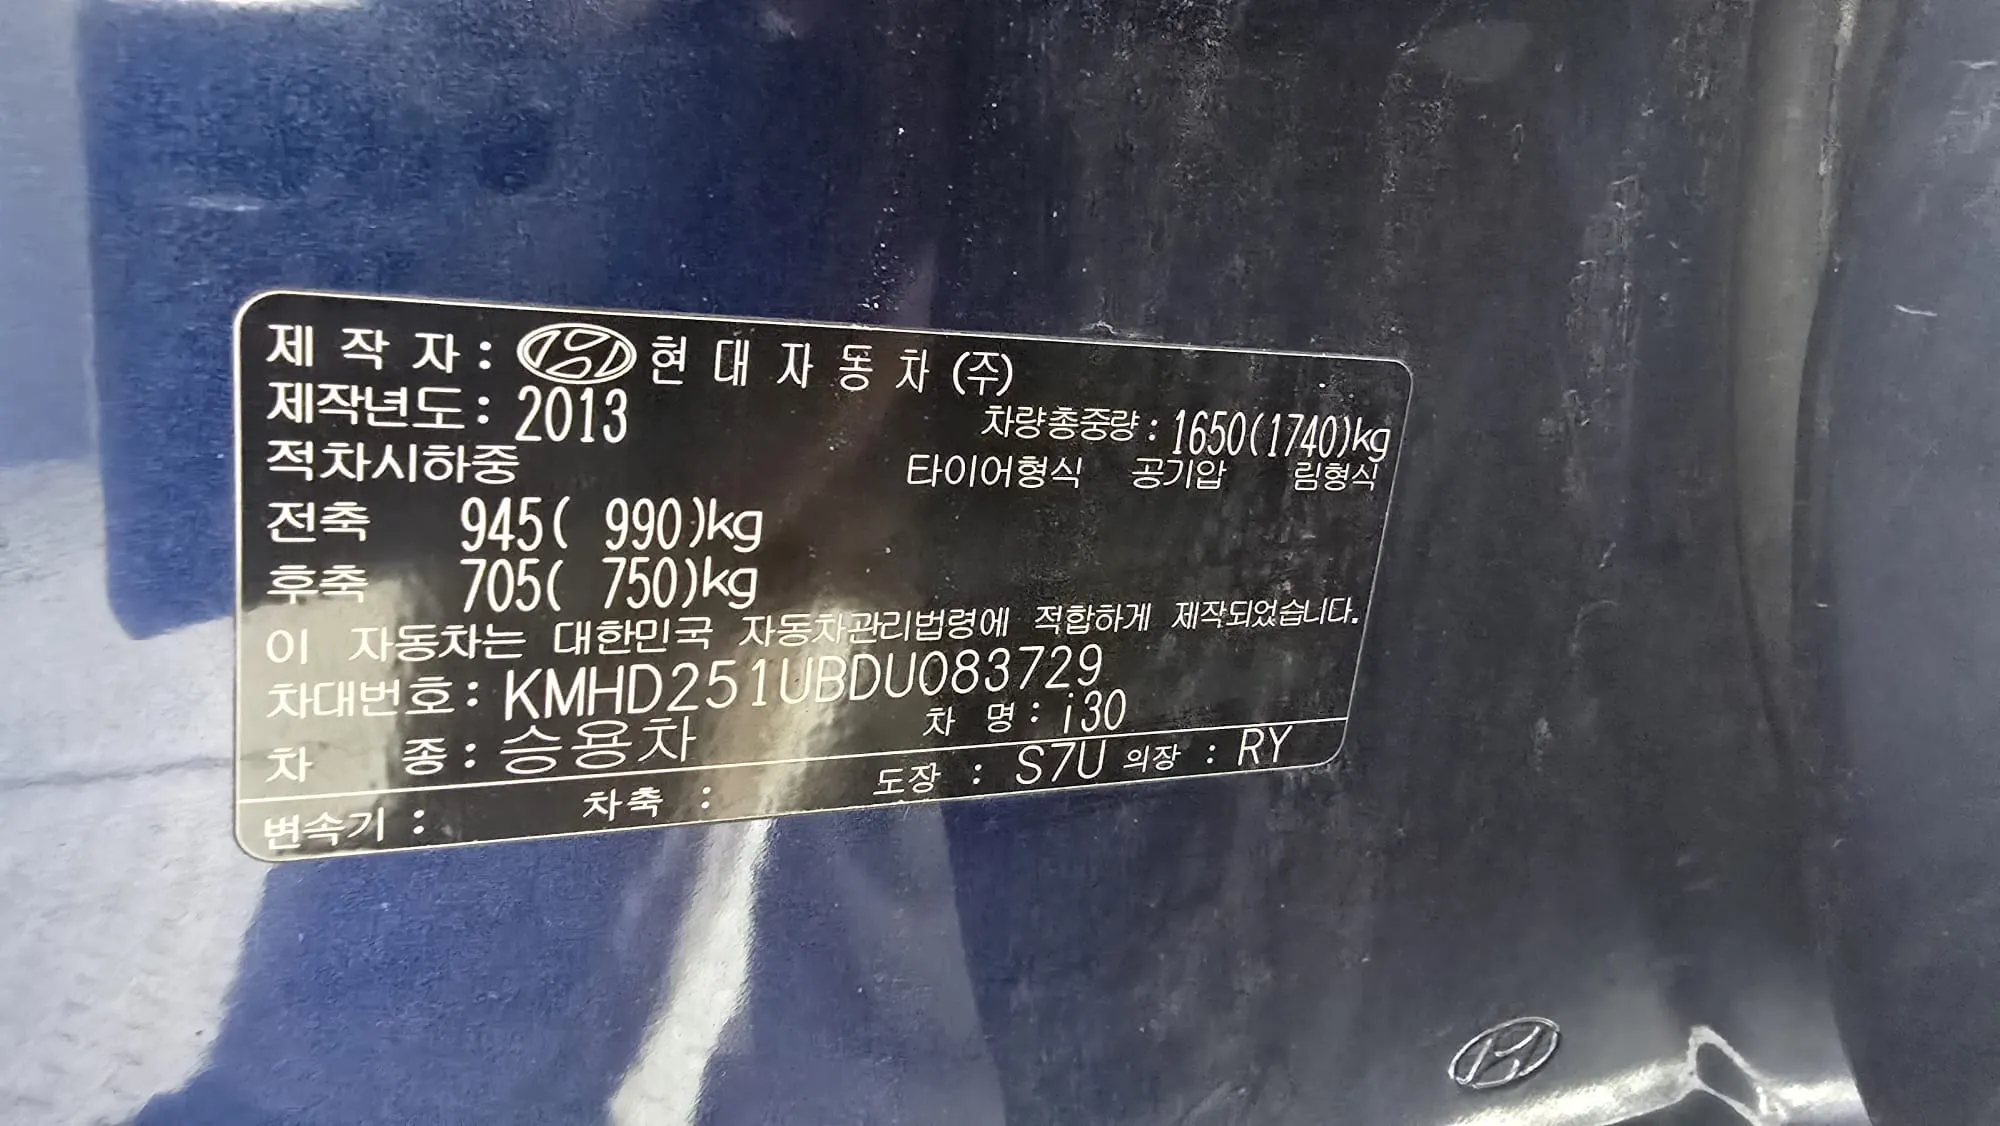 제 작 자 : 현 대 자 동 차 (주)
제작년도 : 2013
차량총중량 : 1650(1740)kg
적차시하중
타이어형식 공기압 림형식
전축 945( 990)kg
후축 705( 750)kg
이 자동차는 대한민국 자동차관리법령에 적합하게 제작되었습니다.
차대번호 : KMHD251UBDU083729
차 종 : 승용차 차 명 : i30
변속기 : 차축 : 도장 : S7U 의장 : RY